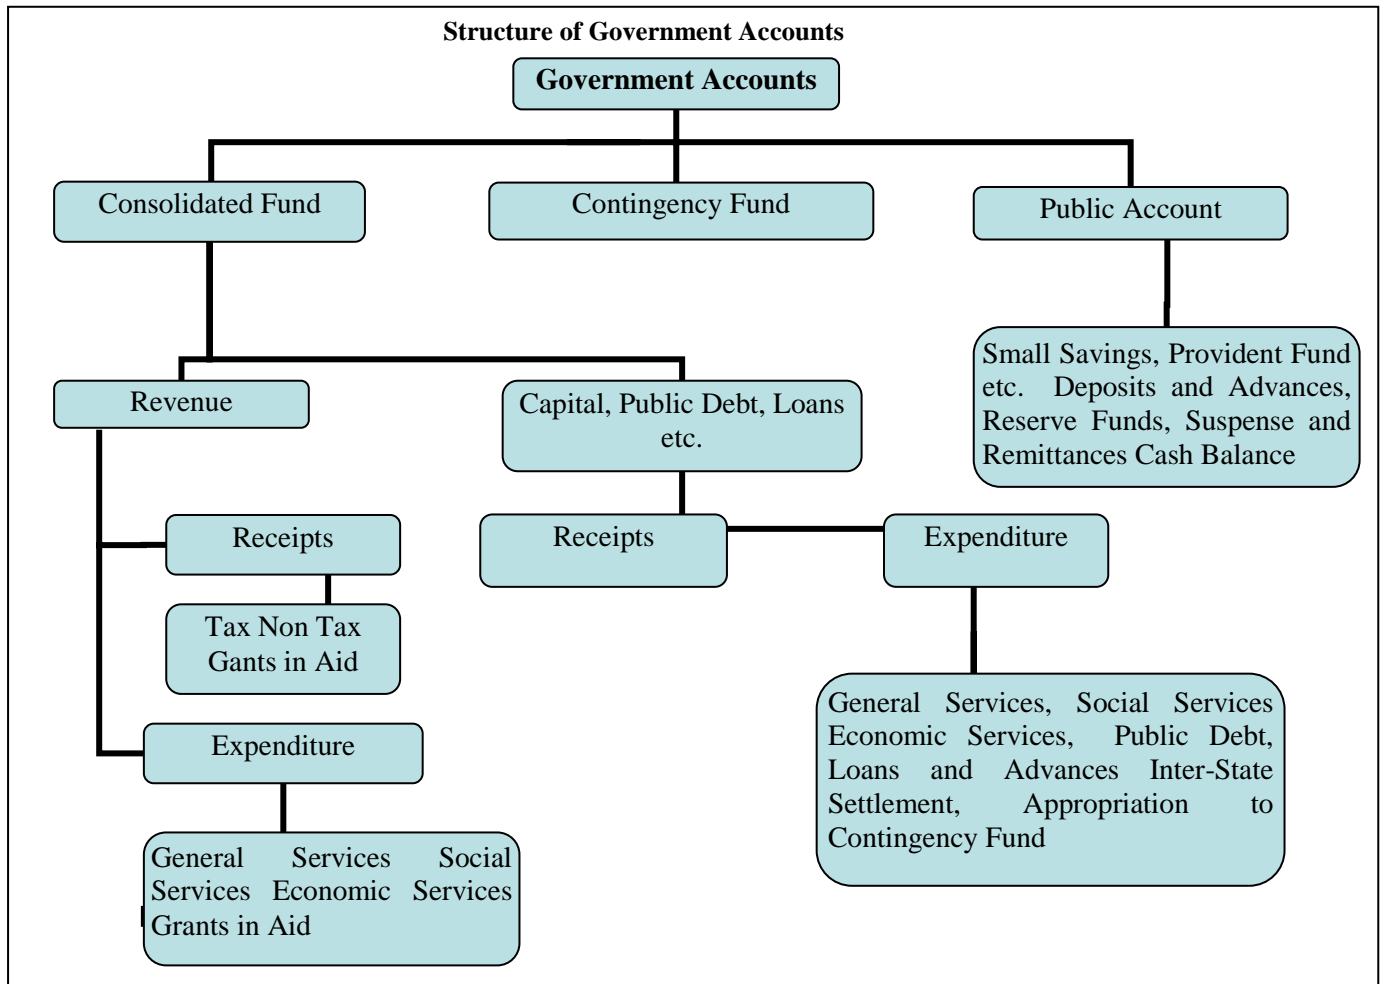 Structure of Government Accounts
Government Accounts
Consolidated Fund
Contingency Fund
Public Account
Small Savings, Provident Fund
etc. Deposits and Advances,
Reserve Funds, Suspense and
Remittances Cash Balance
Revenue
Capital, Public Debt, Loans
etc.
Receipts
Receipts
Expenditure
Tax Non Tax
Gants in Aid
Expenditure
General Services, Social Services
Economic Services, Public Debt,
Loans and Advances Inter-State
Settlement, Appropriation to
Contingency Fund
General Services Social
Services Economic Services
Grants in Aid